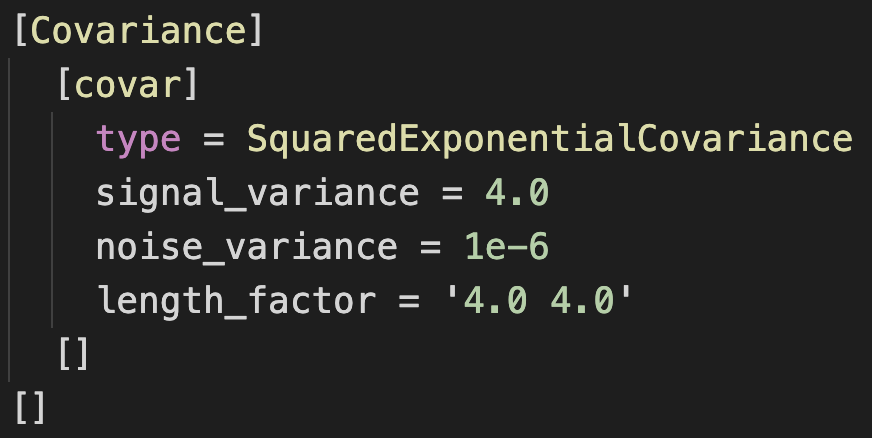 [Covariance]
  [covar]
    type = SquaredExponentialCovariance
    signal_variance = 4.0
    noise_variance = 1e-6
    length_factor = '4.0 4.0'
  []
[]